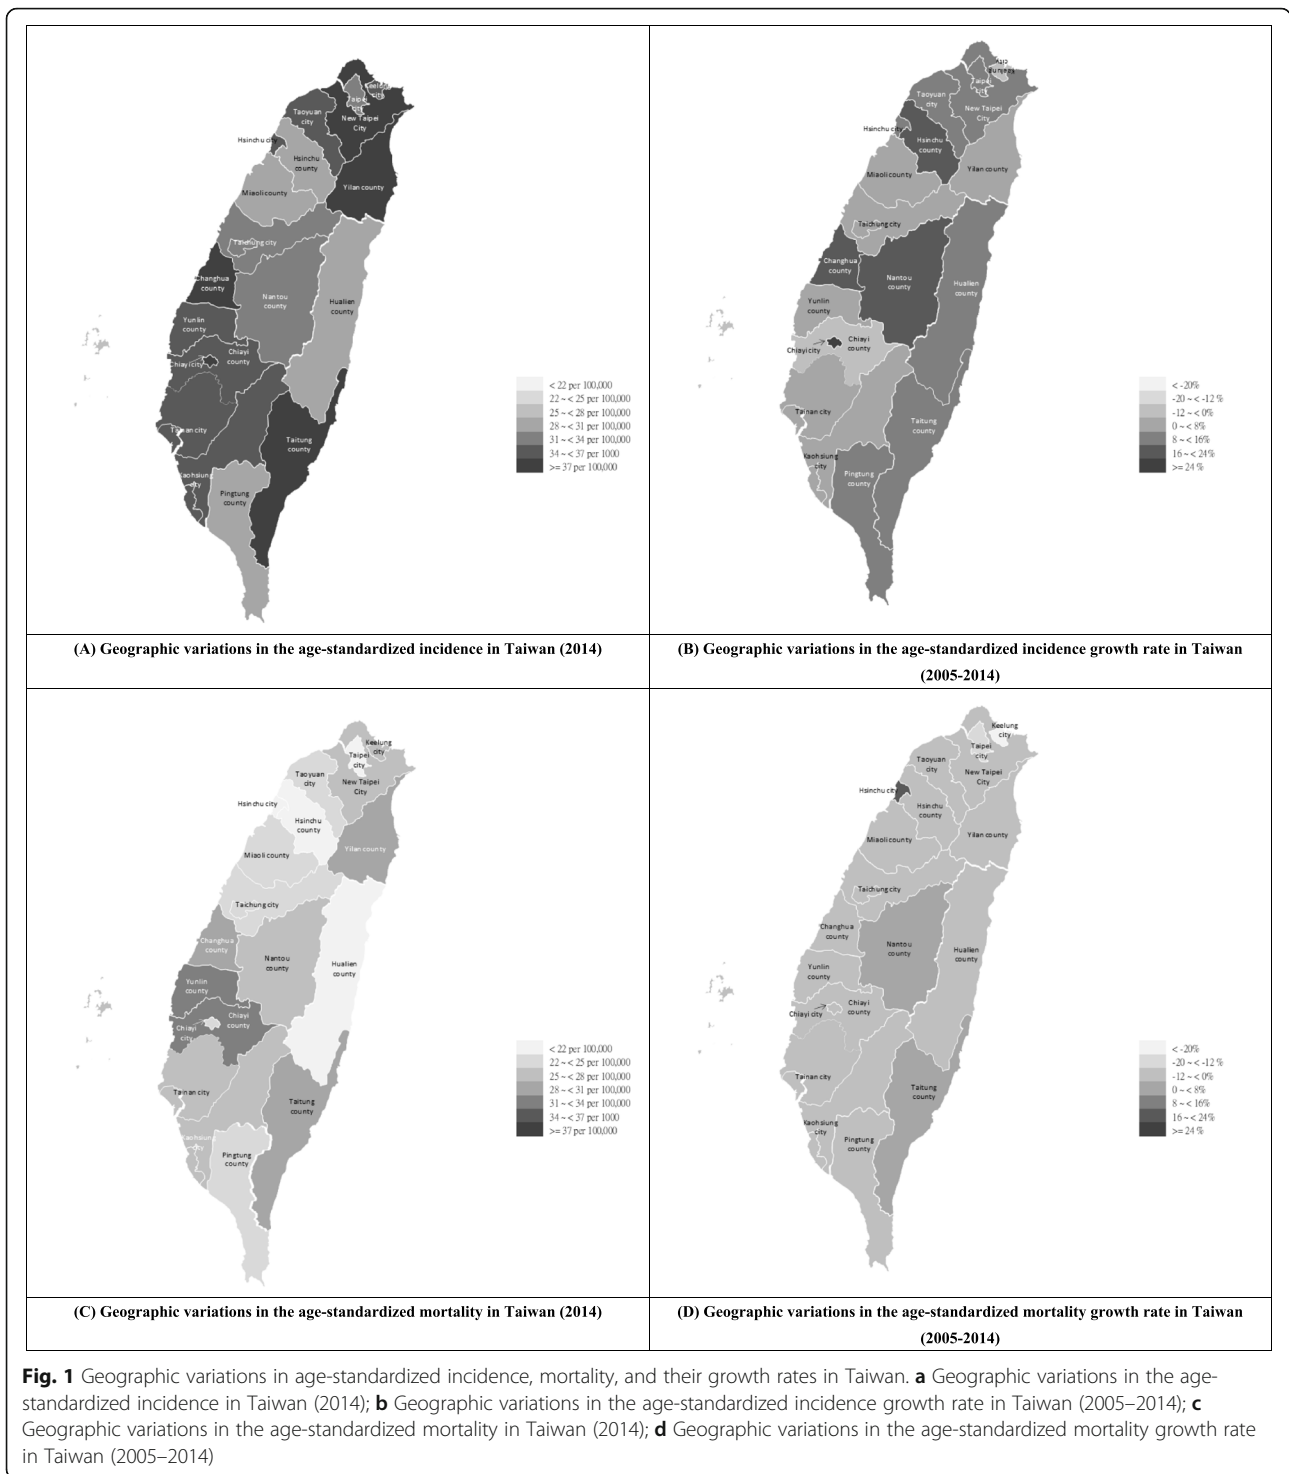 Keelung
city
Taipei
city
Taoyuan
city
New Taipei
City
Hsinchu city
Hsinchu
county
Yilan county
Miaoli county
Taichung city
Changhua
county
Nantou
county
Hualien
county
Yunlin
county
Chiayi
county
Chiayi city
Tainan city
Taitung
county
Kaohsiung
city
Pingtung
county
< 22 per 100,000
22 ~ < 25 per 100,000
25 ~ < 28 per 100,000
28 ~ < 31 per 100,000
31 ~ < 34 per 100,000
34 ~ < 37 per 1000
>= 37 per 100,000
(A) Geographic variations in the age-standardized incidence in Taiwan (2014)
Keelung
city
Taipei
city
Taoyuan
city
New Taipei
City
Hsinchu city
Hsinchu
county
Yilan county
Miaoli county
Taichung city
Changhua
county
Nantou
county
Hualien
county
Yunlin
county
Chiayi
county
Chiayi city
Tainan city
Taitung
county
Kaohsiung
city
Pingtung
county
< -20%
-20 ~ < -12 %
-12 ~ < 0%
0 ~ < 8%
8 ~ < 16%
16 ~ < 24%
>= 24 %
(B) Geographic variations in the age-standardized incidence growth rate in Taiwan
(2005-2014)
Keelung
city
Taipei
city
Taoyuan
city
New Taipei
City
Hsinchu city
Hsinchu
county
Yilan county
Miaoli county
Taichung city
Changhua
county
Nantou
county
Hualien
county
Yunlin
county
Chiayi
county
Chiayi
city
Tainan city
Taitung
county
Kaohsiung
city
Pingtung
county
< 22 per 100,000
22 ~ < 25 per 100,000
25 ~ < 28 per 100,000
28 ~ < 31 per 100,000
31 ~ < 34 per 100,000
34 ~ < 37 per 1000
>= 37 per 100,000
(C) Geographic variations in the age-standardized mortality in Taiwan (2014)
Keelung
city
Taipei
city
Taoyuan
city
New Taipei
City
Hsinchu city
Hsinchu
county
Yilan county
Miaoli county
Taichung city
Changhua
county
Nantou
county
Hualien
county
Yunlin
county
Chiayi
county
Chiayi city
Tainan city
Taitung
county
Kaohsiung
city
Pingtung
county
< -20%
-20 ~ < -12 %
-12 ~ < 0%
0 ~ < 8%
8 ~ < 16%
16 ~ < 24%
>= 24 %
(D) Geographic variations in the age-standardized mortality growth rate in Taiwan
(2005-2014)
Fig. 1 Geographic variations in age-standardized incidence, mortality, and their growth rates in Taiwan. a Geographic variations in the age-
standardized incidence in Taiwan (2014); b Geographic variations in the age-standardized incidence growth rate in Taiwan (2005–2014); c
Geographic variations in the age-standardized mortality in Taiwan (2014); d Geographic variations in the age-standardized mortality growth rate
in Taiwan (2005–2014)